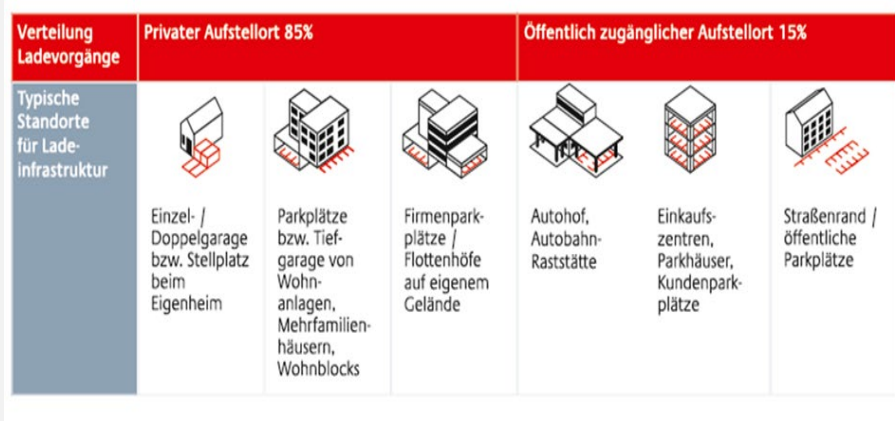 Verteilung
Ladevorgänge
Privater Aufstellort 85%
Öffentlich zugänglicher Aufstellort 15%
Typische
Standorte
für Lade-
infrastruktur
Einzel- /
Doppelgarage
bzw. Stellplatz
beim
Eigenheim
Parkplätze
bzw. Tief-
garage von
Wohn-
anlagen,
Mehrfamilien-
häusern,
Wohnblocks
Firmenpark-
plätze /
Flottenhöfe
auf eigenem
Gelände
Autohof,
Autobahn-
Raststätte
Einkaufs-
zentren,
Parkhäuser,
Kundenpark-
plätze
Straßenrand /
öffentliche
Parkplätze